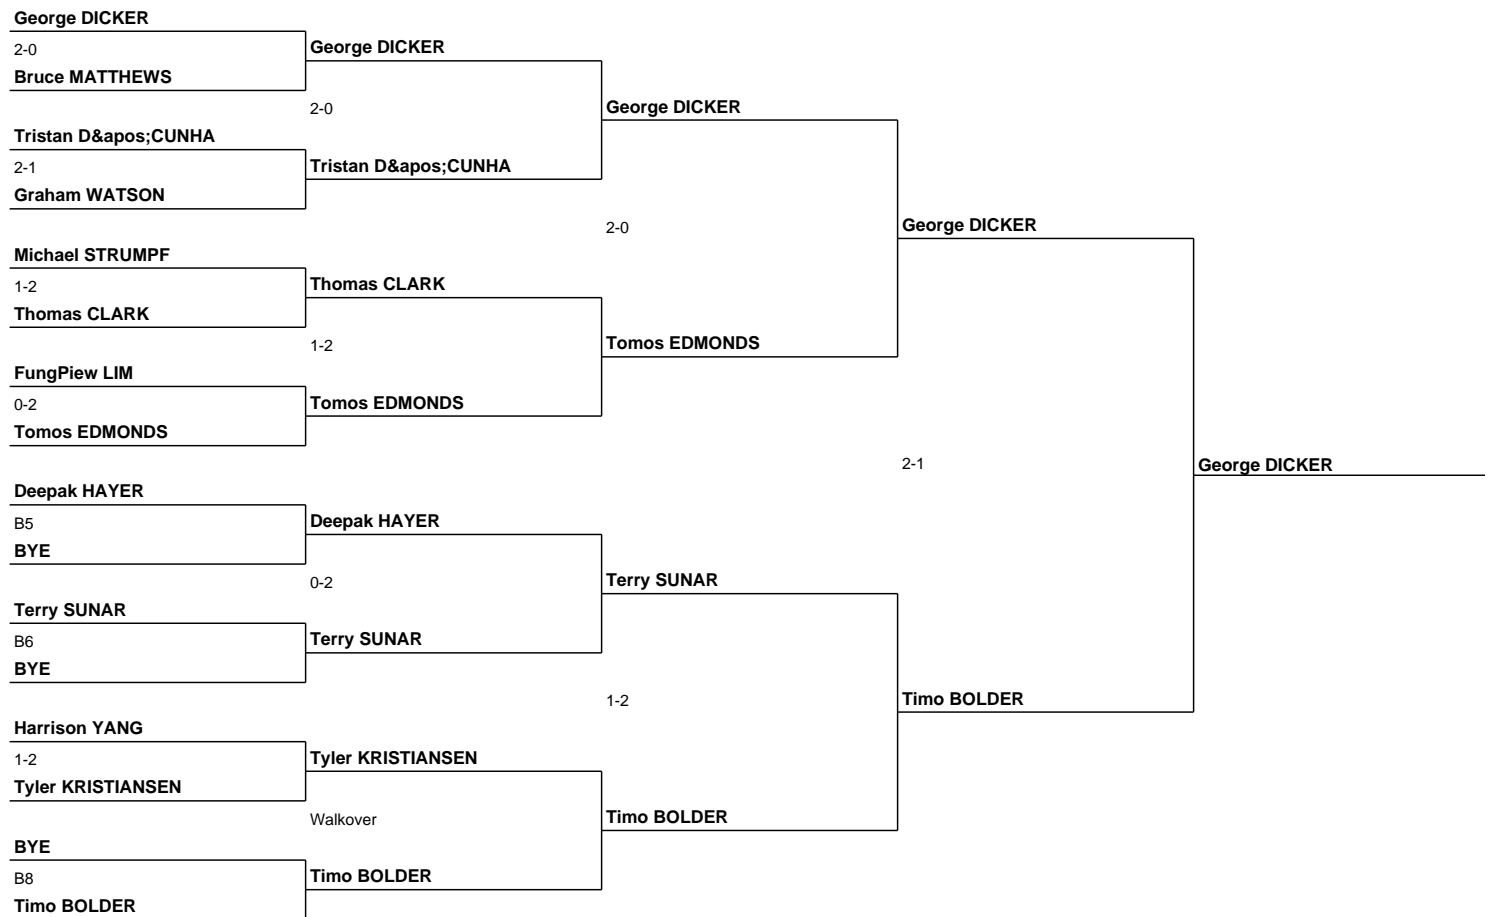 George DICKER
2-0
George DICKER
Bruce MATTHEWS
2-0
George DICKER
Tristan D&apos;CUNHA
2-1
Tristan D&apos;CUNHA
Graham WATSON
2-0
George DICKER
Michael STRUMPF
1-2
Thomas CLARK
Thomas CLARK
1-2
Tomos EDMONDS
FungPiew LIM
0-2
Tomos EDMONDS
Tomos EDMONDS
2-1
George DICKER
Deepak HAYER
B5
Deepak HAYER
BYE
0-2
Terry SUNAR
Terry SUNAR
B6
Terry SUNAR
BYE
1-2
Timo BOLDER
Harrison YANG
1-2
Tyler KRISTIANSEN
Tyler KRISTIANSEN
Walkover
Timo BOLDER
BYE
B8
Timo BOLDER
Timo BOLDER